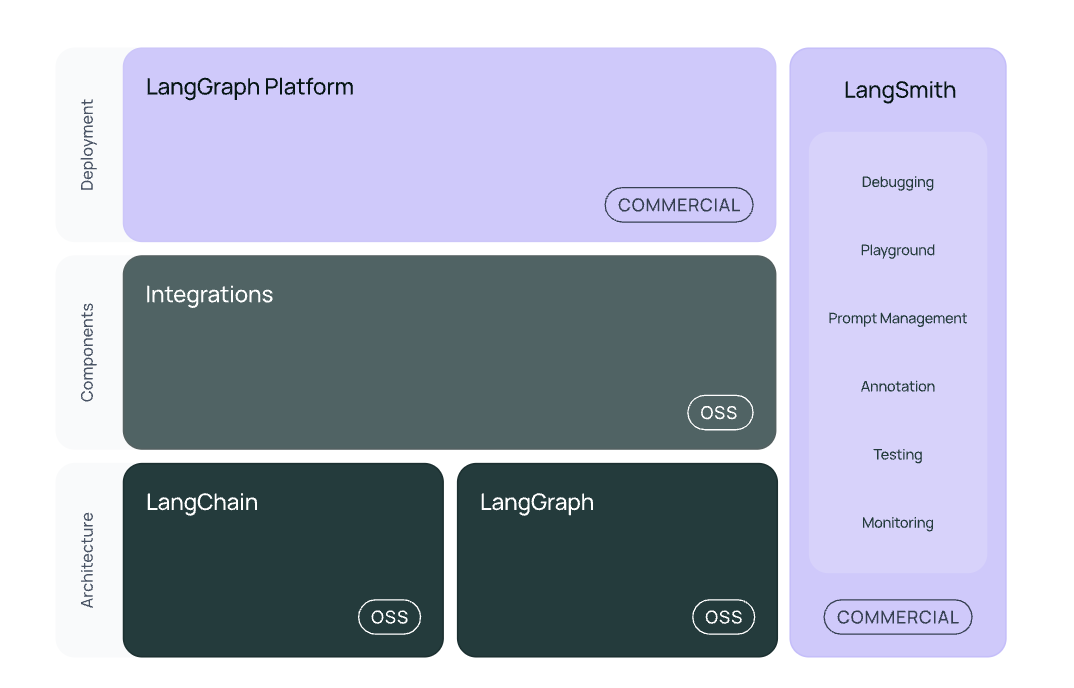 Deployment
LangGraph Platform
COMMERCIAL
Components
Integrations
OSS
Architecture
LangChain
OSS
LangGraph
OSS
LangSmith
Debugging
Playground
Prompt Management
Annotation
Testing
Monitoring
COMMERCIAL